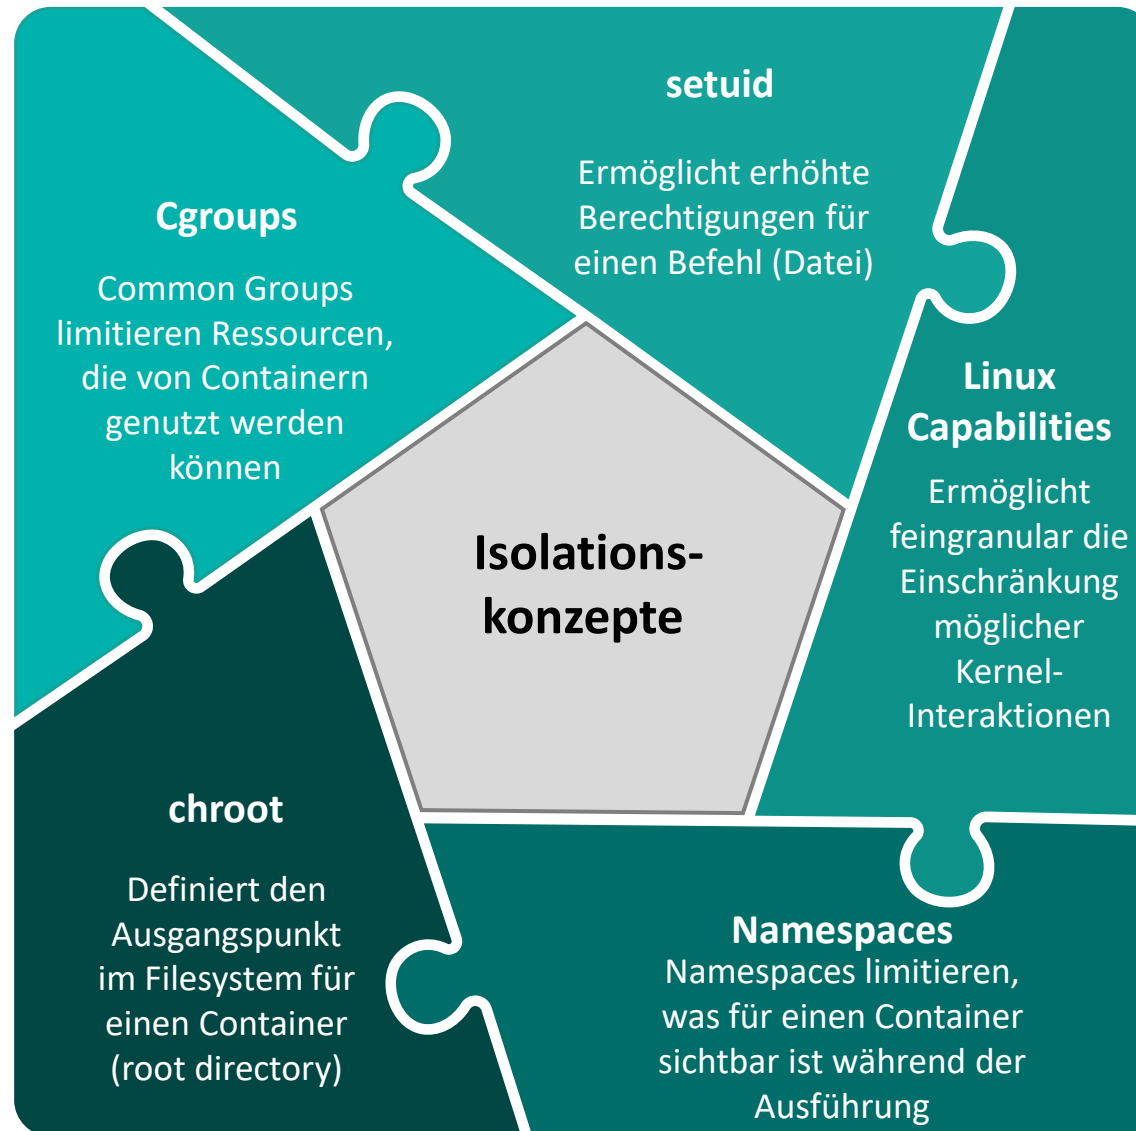 setuid
Ermöglicht erhöhte
Berechtigungen für
einen Befehl (Datei)
Cgroups
Common Groups
limitieren Ressourcen,
die von Containern
genutzt werden
können
Linux
Capabilities
Ermöglicht
feingranular die
Einschränkung
möglicher
Kernel-
Interaktionen
Isolations-
konzepte
chroot
Definiert den
Ausgangspunkt
im Filesystem für
einen Container
(root directory)
Namespaces
Namespaces limitieren,
was für einen Container
sichtbar ist während der
Ausführung